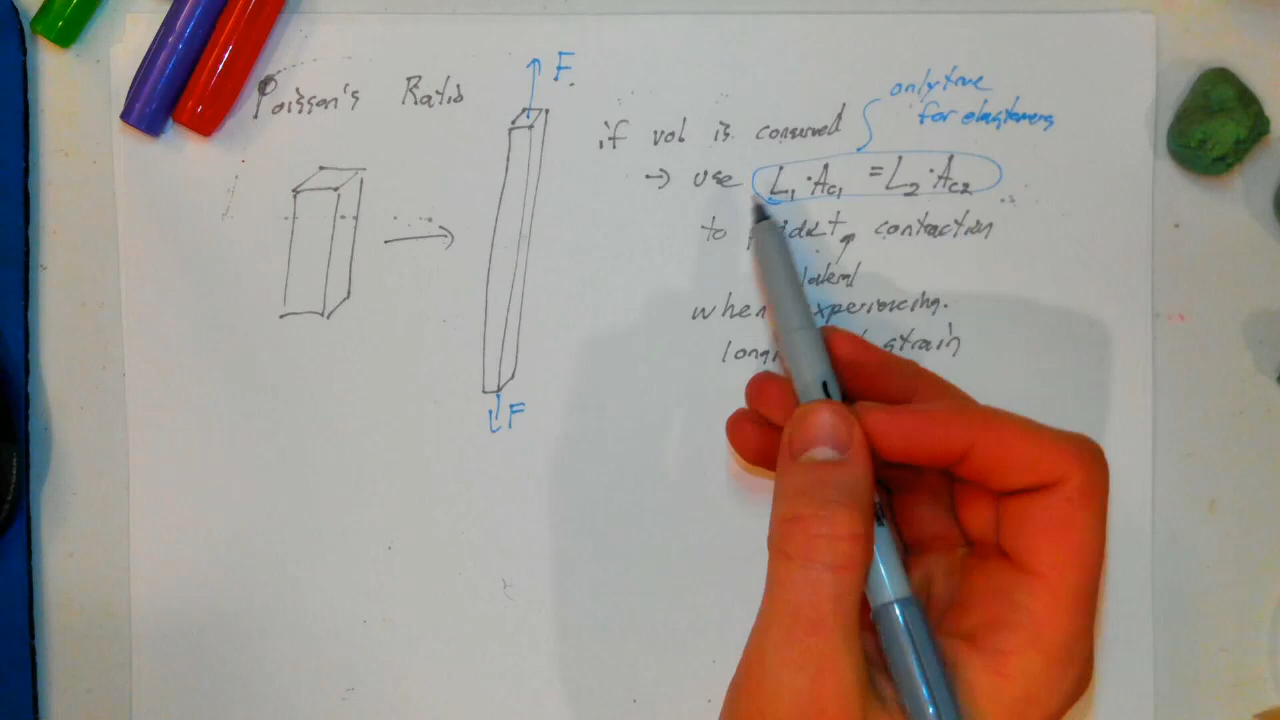 Poisson's Ratio
F
F
if vol is conserved
only true
for elastomers
→ use L₁·Ac₁ = L₂·Ac₂
to contraction
lateral
when experiencing
strain